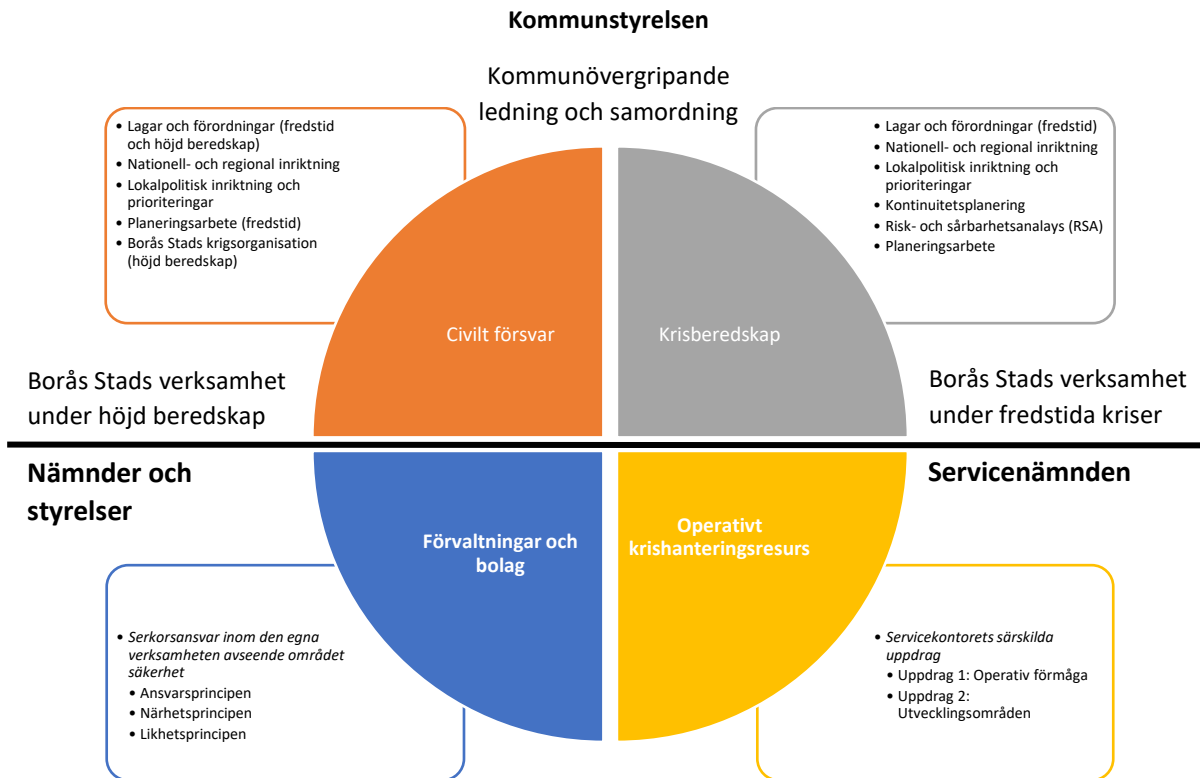 Kommunstyrelsen
Kommunövergripande
ledning och samordning
• Lagar och förordningar (fredstid
och höjd beredskap)
• Nationell- och regional inriktning
• Lokalpolitisk inriktning och
prioriteringar
• Planeringsarbete (fredstid)
• Borås Stads krigsorganisation
(höjd beredskap)
• Lagar och förordningar (fredstid)
• Nationell- och regional inriktning
• Lokalpolitisk inriktning och
prioriteringar
• Kontinuitetsplanering
• Risk- och sårbarhetsanalays (RSA)
• Planeringsarbete
Civilt försvar
Krisberedskap
Borås Stads verksamhet
under höjd beredskap
Borås Stads verksamhet
under fredstida kriser
Nämnder och
styrelser
Servicenämnden
Förvaltningar och
bolag
Operativt
krishanteringsresurs
• Serkorsansvar inom den egna
verksamheten avseende området
säkerhet
• Ansvarsprincipen
• Närhetsprincipen
• Likhetsprincipen
• Servicekontorets särskilda
uppdrag
• Uppdrag 1: Operativ förmåga
• Uppdrag 2:
Utvecklingsområden